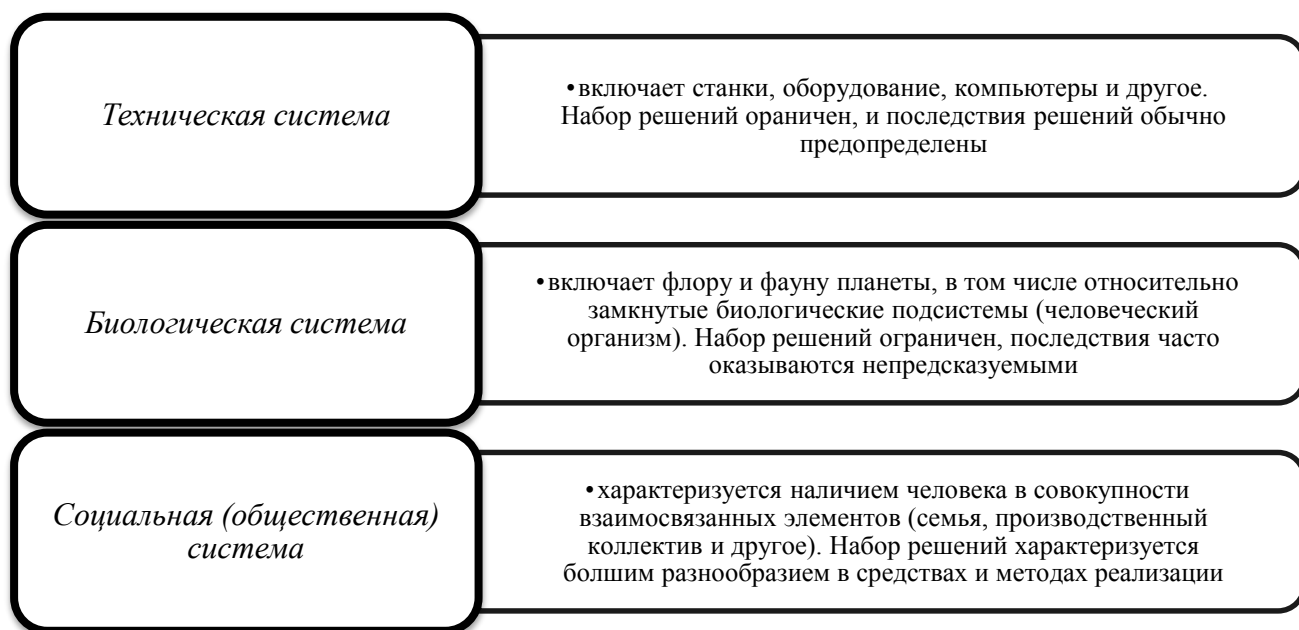 Техническая система
•включает станки, оборудование, компьютеры и другое.
Набор решений ораничен, и последствия решений обычно
предопределены
Биологическая система
•включает флору и фауну планеты, в том числе относительно
замкнутые биологические подсистемы (человеческий
организм). Набор решений ограничен, последствия часто
оказываются непредсказуемыми
Социальная (общественная)
система
•характеризуется наличием человека в совокупности
взаимосвязанных элементов (семья, производственный
коллектив и другое). Набор решений характеризуется
болшим разнообразием в средствах и методах реализации